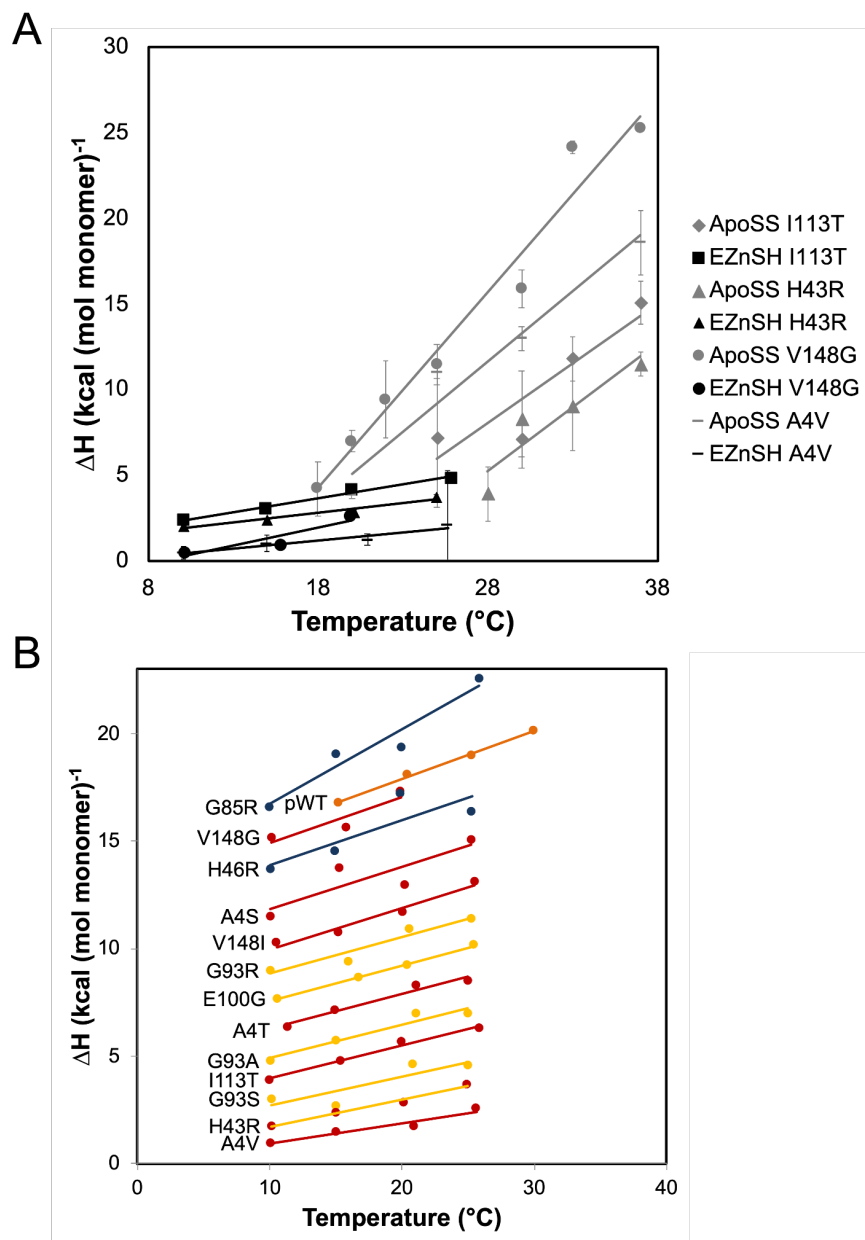 A
ΔH (kcal (mol monomer)-1
30
25
20
15
10
5
0
8
18
28
38
Temperature (°C)
ApoSS I113T
EZnSH I113T
ApoSS H43R
EZnSH H43R
ApoSS V148G
EZnSH V148G
ApoSS A4V
EZnSH A4V
B
ΔH (kcal (mol monomer)-1
20
15
10
5
0
G85R
pWT
V148G
H46R
A4S
V148I
G93R
E100G
A4T
G93A
I113T
G93S
H43R
A4V
0
10
20
30
40
Temperature (°C)